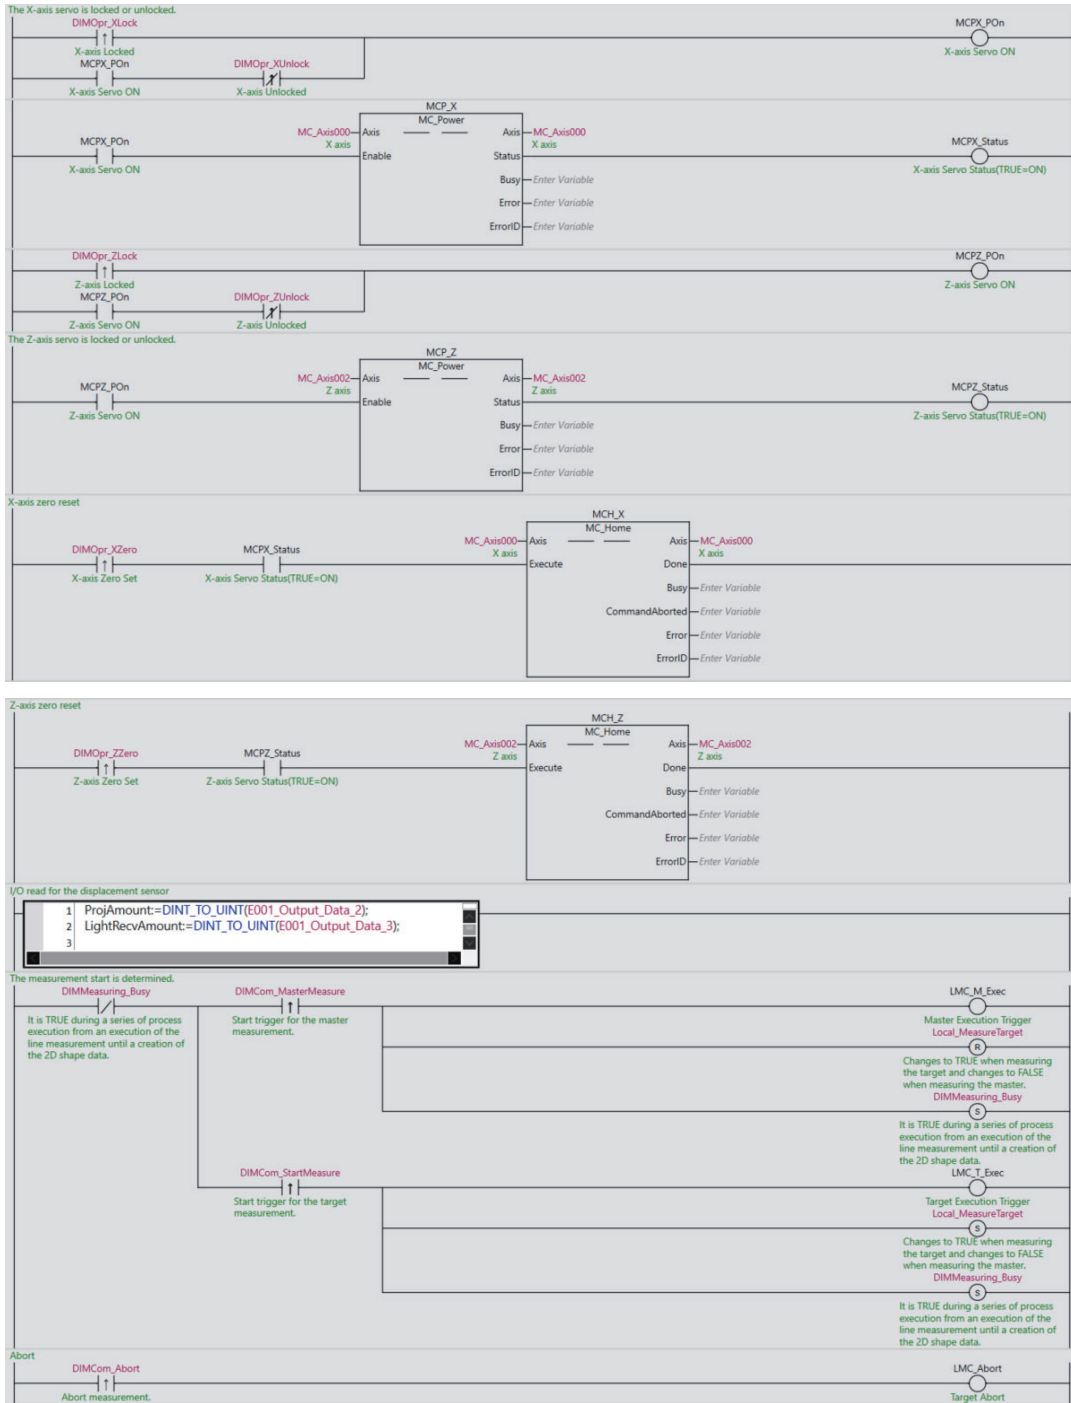 The X-axis servo is locked or unlocked.
DIMOpr_XLock
MCPX_POn
X-axis Locked
X-axis Servo ON
MCPX_POn
DIMOpr_XUnlock
X-axis Servo ON
X-axis Unlocked
MCP_X
MC_Power
MC_Axis000
Axis
Axis
MC_Axis000
X axis
X axis
MCPX_POn
MCPX_Status
Enable
Status
X-axis Servo ON
X-axis Servo Status(TRUE=ON)
Busy
Enter Variable
Error
Enter Variable
ErrorID
Enter Variable
DIMOpr_ZLock
MCPZ_POn
Z-axis Locked
Z-axis Servo ON
MCPZ_POn
DIMOpr_ZUnlock
Z-axis Servo ON
Z-axis Unlocked
The Z-axis servo is locked or unlocked.
MCP_Z
MC_Power
MC_Axis002
Axis
Axis
MC_Axis002
Z axis
Z axis
MCPZ_POn
MCPZ_Status
Enable
Status
Z-axis Servo ON
Z-axis Servo Status(TRUE=ON)
Busy
Enter Variable
Error
Enter Variable
ErrorID
Enter Variable
X-axis zero reset
MCH_X
MC_Home
MC_Axis000
Axis
Axis
MC_Axis000
X axis
X axis
DIMOpr_XZero
MCPX_Status
Execute
Done
X-axis Zero Set
X-axis Servo Status(TRUE=ON)
Busy
Enter Variable
CommandAborted
Enter Variable
Error
Enter Variable
ErrorID
Enter Variable
Z-axis zero reset
MCH_Z
MC_Home
MC_Axis002
Axis
Axis
MC_Axis002
Z axis
Z axis
DIMOpr_ZZero
MCPZ_Status
Execute
Done
Z-axis Zero Set
Z-axis Servo Status(TRUE=ON)
Busy
Enter Variable
CommandAborted
Enter Variable
Error
Enter Variable
ErrorID
Enter Variable
I/O read for the displacement sensor
1 ProjAmount:=DINT_TO_UINT(E001_Output_Data_2);
2 LightRecvAmount:=DINT_TO_UINT(E001_Output_Data_3);
3
The measurement start is determined.
DIMMeasuring_Busy
It is TRUE during a series of process
execution from an execution of the
line measurement until a creation of
the 2D shape data.
DIMCom_MasterMeasure
Start trigger for the master
measurement.
LMC_M_Exec
Master Execution Trigger
Local_MeasureTarget
R
Changes to TRUE when measuring
the target and changes to FALSE
when measuring the master.
DIMMeasuring_Busy
S
It is TRUE during a series of process
execution from an execution of the
line measurement until a creation of
the 2D shape data.
DIMCom_StartMeasure
Start trigger for the target
measurement.
LMC_T_Exec
Target Execution Trigger
Local_MeasureTarget
S
Changes to TRUE when measuring
the target and changes to FALSE
when measuring the master.
DIMMeasuring_Busy
S
It is TRUE during a series of process
execution from an execution of the
line measurement until a creation of
the 2D shape data.
Abort
DIMCom_Abort
LMC_Abort
Abort measurement.
Target Abort